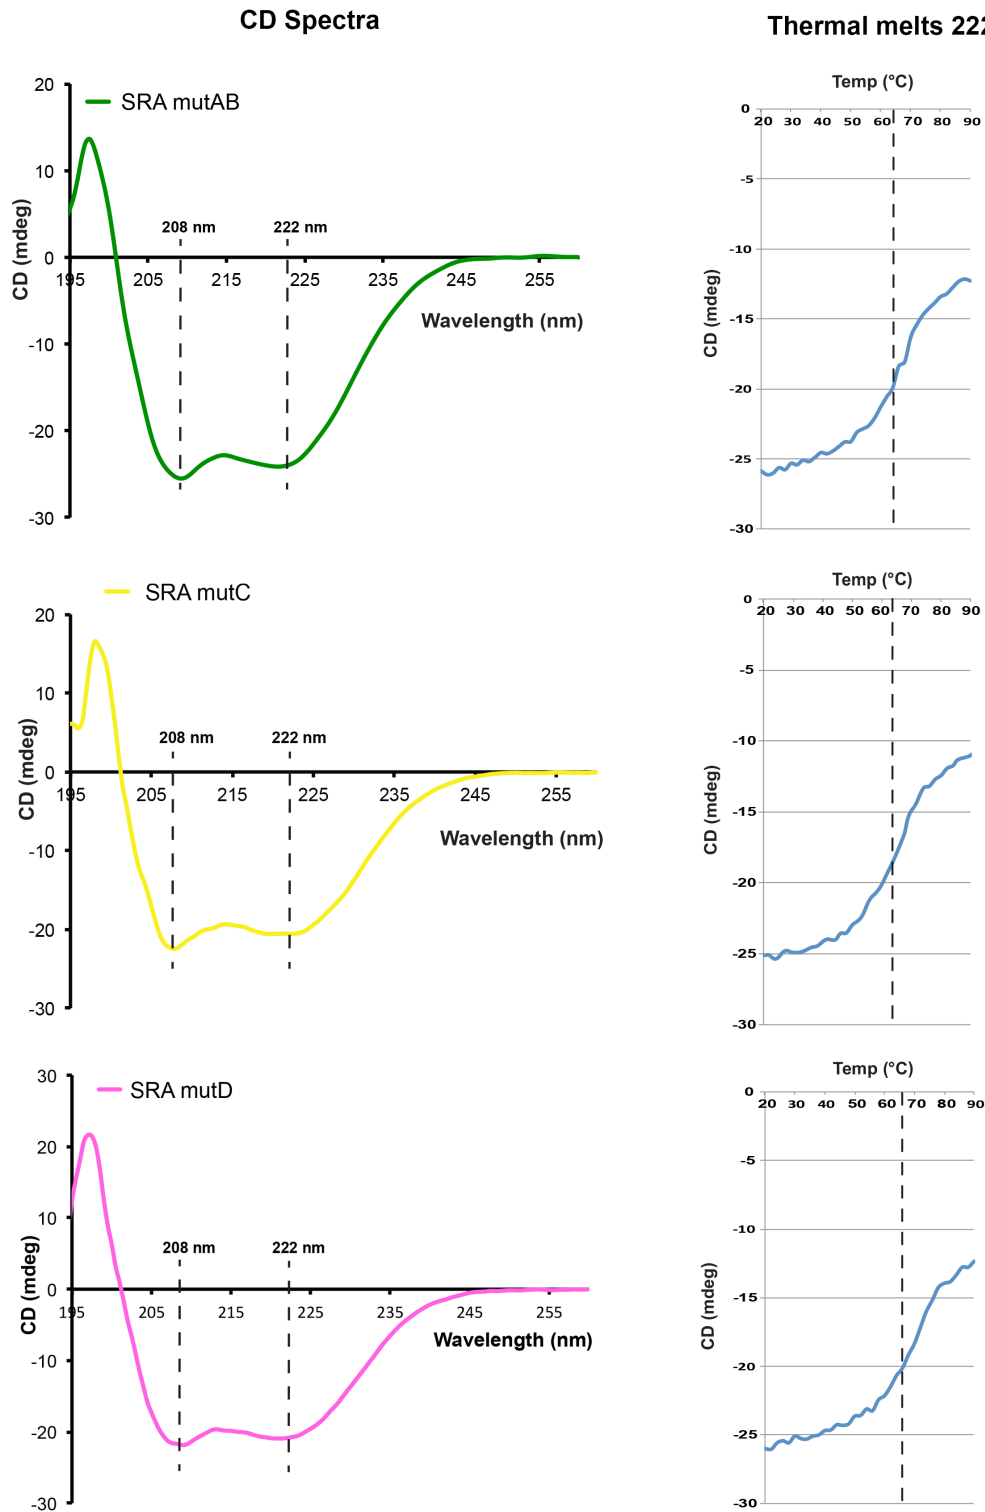 CD Spectra
Thermal melts 222
SRA mutAB
20
10
0
-10
-20
-30
CD (mdeg)
208 nm
222 nm
195 205 215 225 235 245 255
Wavelength (nm)
Temp (°C)
0
20 30 40 50 60 70 80 90
-5
-10
-15
-20
-25
-30
CD (mdeg)
SRA mutC
20
10
0
-10
-20
-30
CD (mdeg)
208 nm
222 nm
195 205 215 225 235 245 255
Wavelength (nm)
Temp (°C)
0
20 30 40 50 60 70 80 90
-5
-10
-15
-20
-25
-30
CD (mdeg)
SRA mutD
30
20
10
0
-10
-20
-30
CD (mdeg)
208 nm
222 nm
195 205 215 225 235 245 255
Wavelength (nm)
Temp (°C)
0
20 30 40 50 60 70 80 90
-5
-10
-15
-20
-25
-30
CD (mdeg)